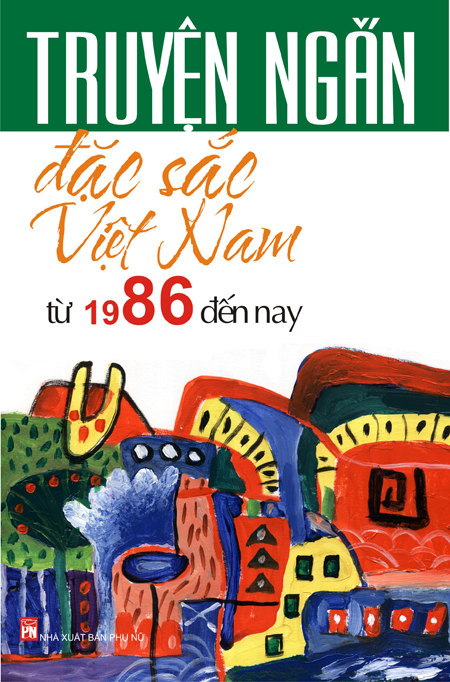 TRUYỆN NGẮN
đặc sắc
Việt Nam
từ 1986 đến nay
PN
NHÀ XUẤT BẢN PHỤ NỮ